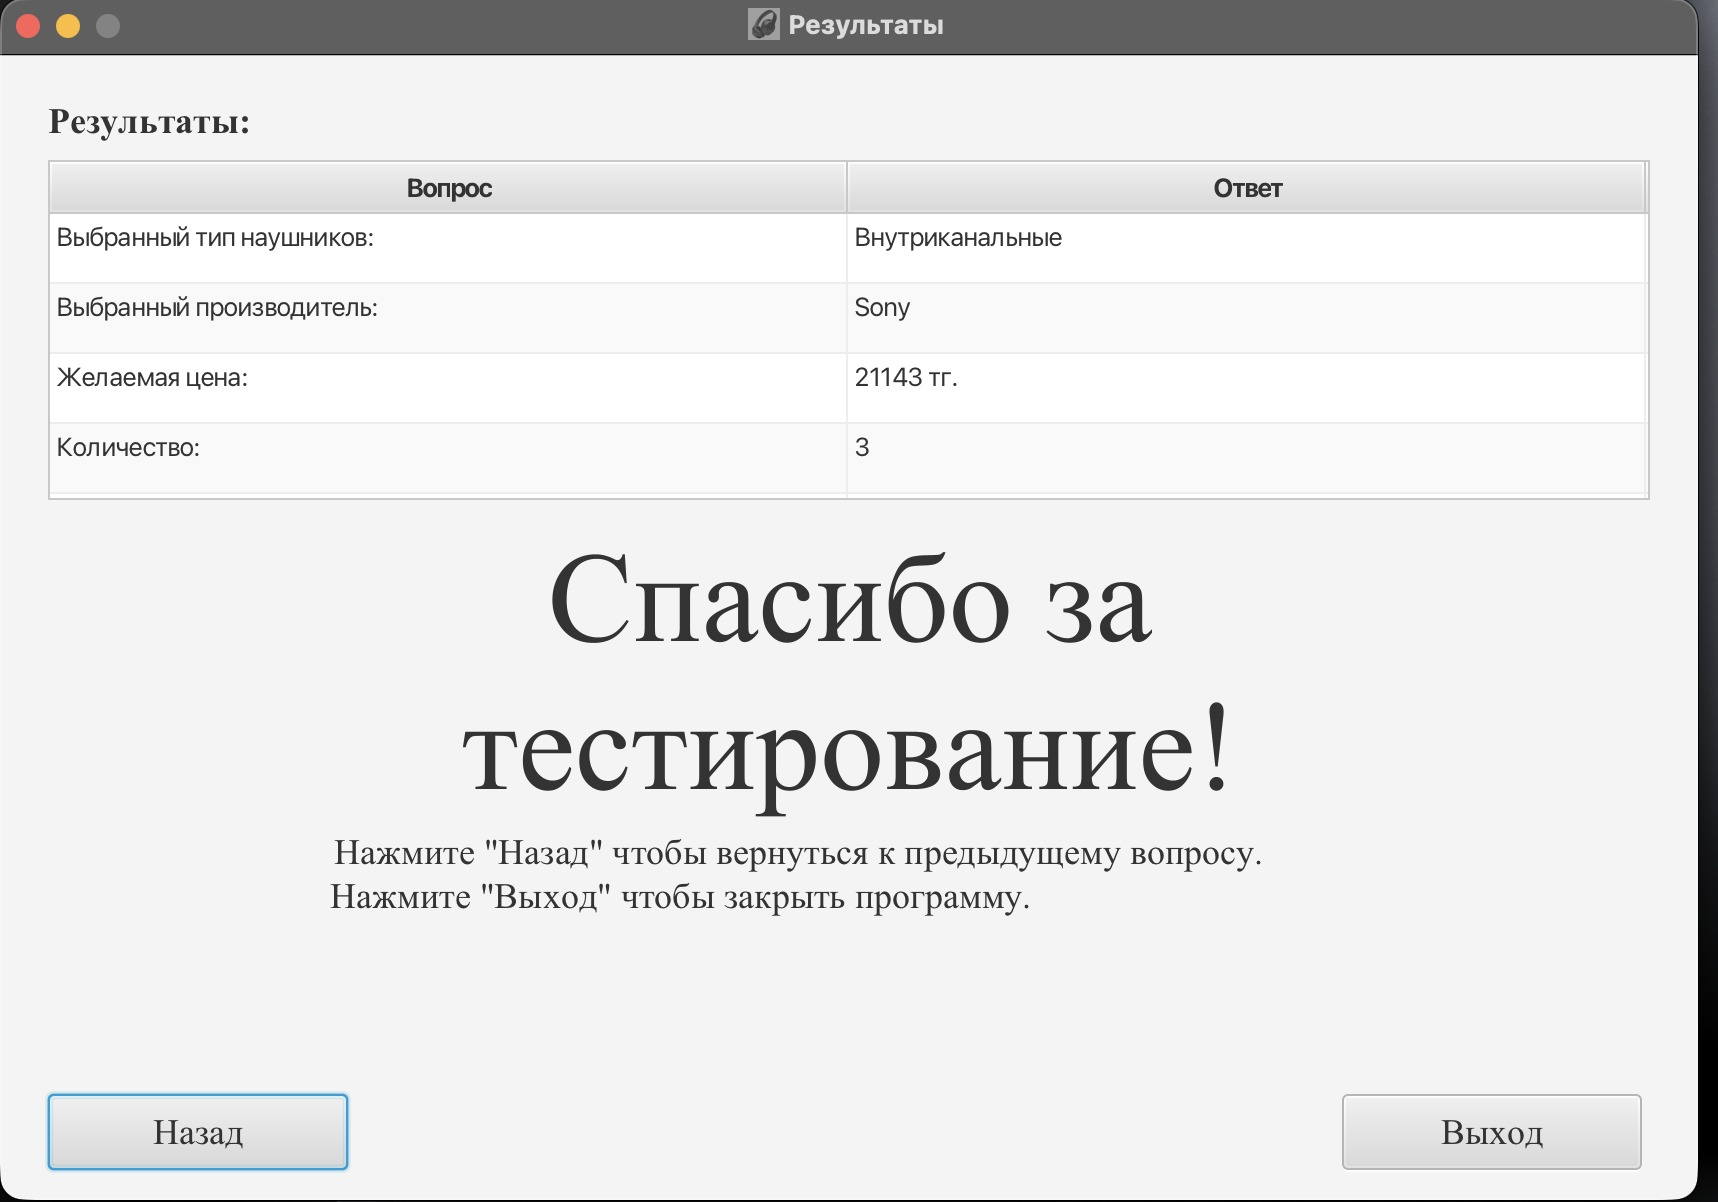 Результаты
Результаты:
Вопрос Ответ
Выбранный тип наушников: Внутриканальные
Выбранный производитель: Sony
Желаемая цена: 21143 тг.
Количество: 3
Спасибо за
тестирование!
Нажмите "Назад" чтобы вернуться к предыдущему вопросу.
Нажмите "Выход" чтобы закрыть программу.
Назад Выход